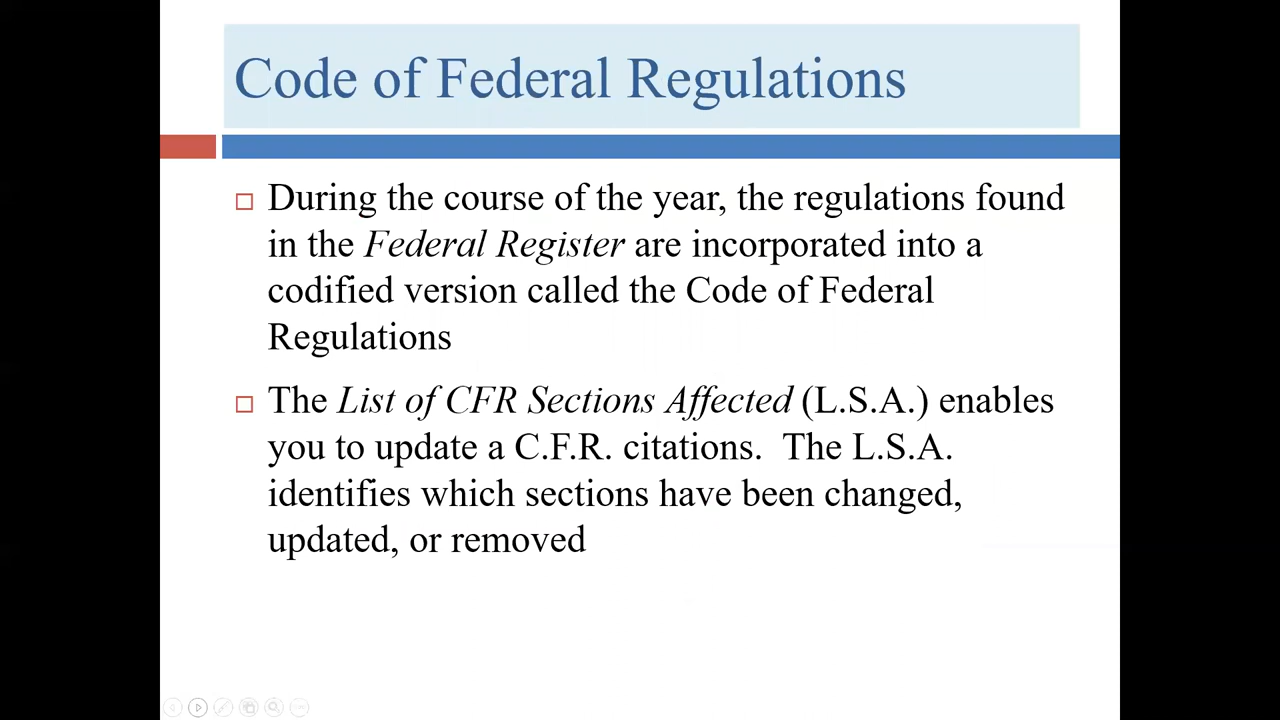 Code of Federal Regulations
During the course of the year, the regulations found
in the Federal Register are incorporated into a
codified version called the Code of Federal
Regulations
The List of CFR Sections Affected (L.S.A.) enables
you to update a C.F.R. citations.  The L.S.A.
identifies which sections have been changed,
updated, or removed